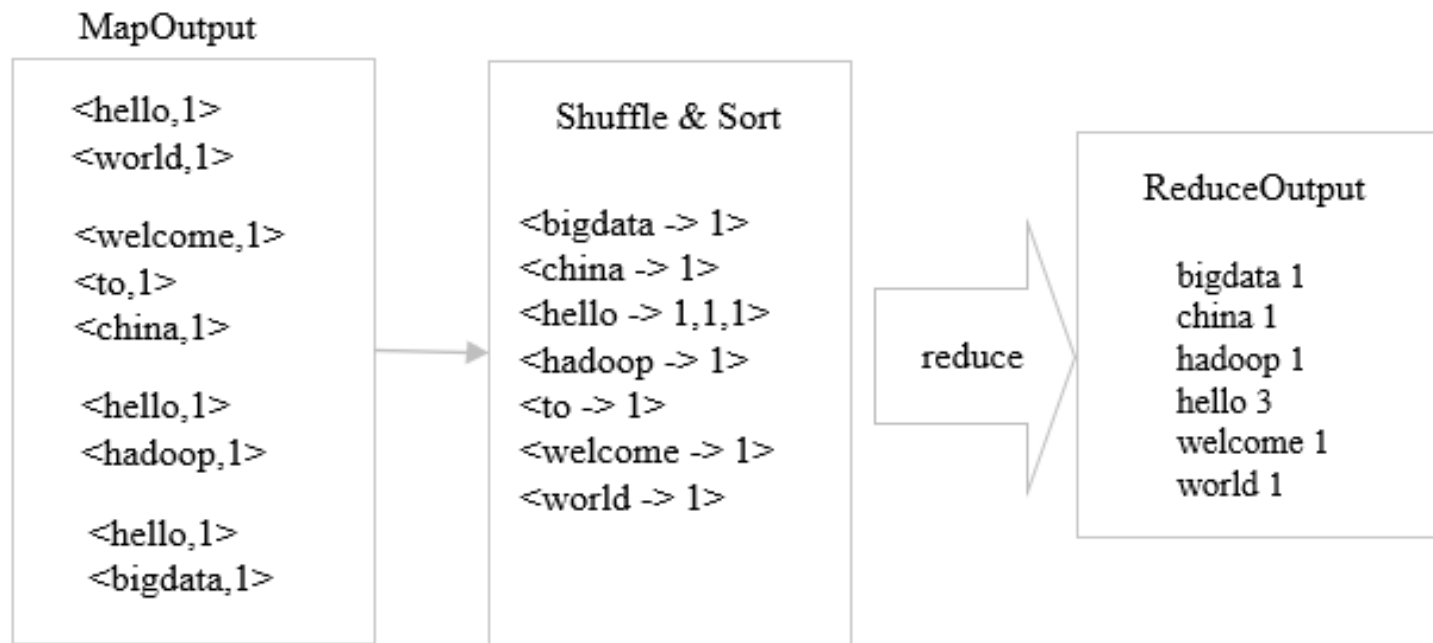 MapOutput
<hello,1>
<world,1>
<welcome,1>
<to,1>
<china,1>
<hello,1>
<hadoop,1>
<hello,1>
<bigdata,1>
Shuffle & Sort
<bigdata -> 1>
<china -> 1>
<hello -> 1,1,1>
<hadoop -> 1>
<to -> 1>
<welcome -> 1>
<world -> 1>
reduce
ReduceOutput
bigdata 1
china 1
hadoop 1
hello 3
welcome 1
world 1